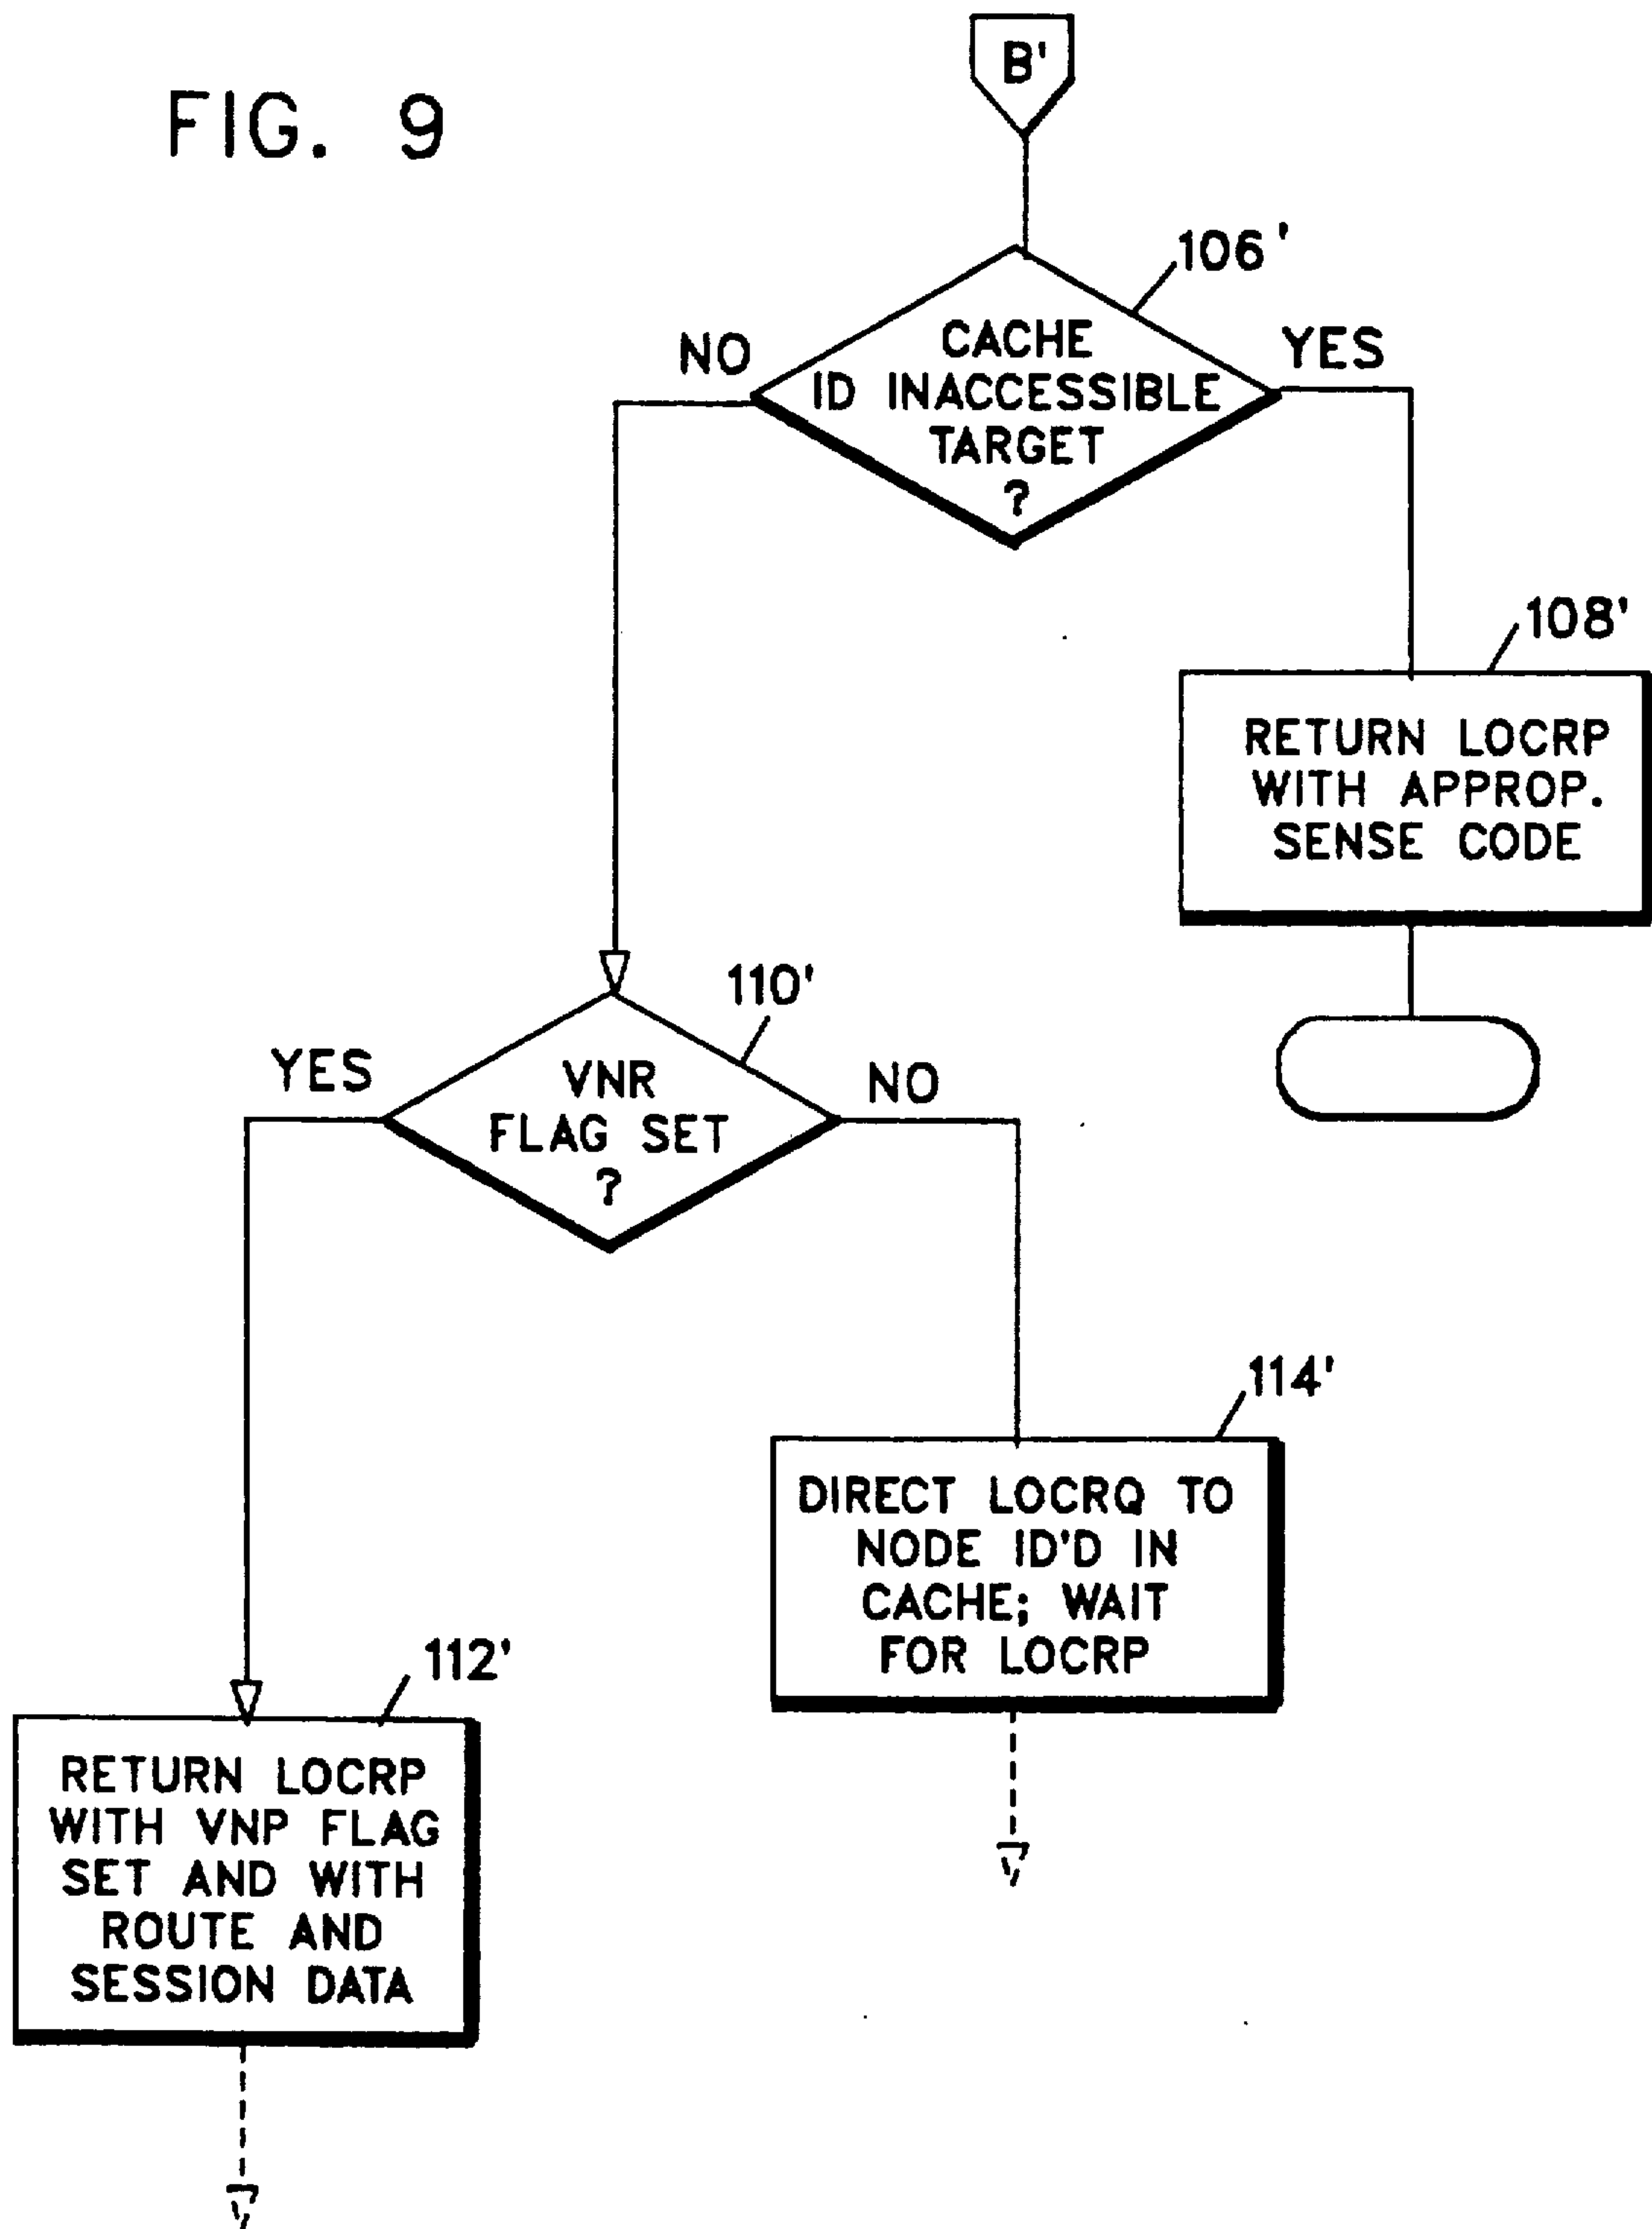 FIG. 9
B'
106'
NO
YES
CACHE
ID INACCESSIBLE
TARGET
?
108'
RETURN LOCRP
WITH APPROP.
SENSE CODE
110'
YES
NO
VNR
FLAG SET
?
114'
DIRECT LOCRQ TO
NODE ID'D IN
CACHE; WAIT
FOR LOCRP
112'
RETURN LOCRP
WITH VNP FLAG
SET AND WITH
ROUTE AND
SESSION DATA